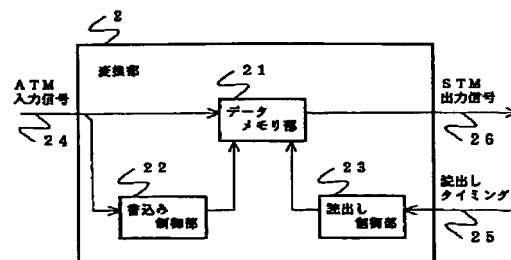 2
ATM
入力信号
24
変換部
21
データ
メモリ部
STM
出力信号
26
22
書込み
制御部
23
読出し
制御部
読出し
タイミング
25